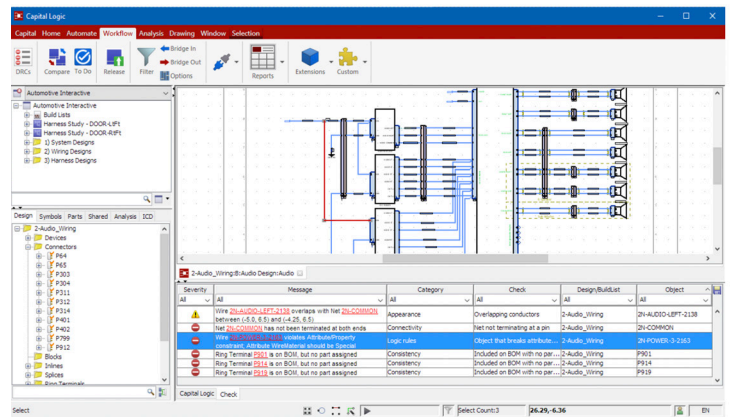 Capital Logic
Capital Home Automate Workflow Analysis Drawing Window Selection
Bridge In
Bridge Out
Options
DRCs Compare To Do Release Filter Reports Extensions Custom
Automotive Interactive
Automotive Interactive
Build Lists
Harness Study - DOOR-LtFt
Harness Study - DOOR-RtFt
1) System Designs
2) Wiring Designs
3) Harness Designs
Design Symbols Parts Shared Analysis ICD
2-Audio_Wiring
Devices
Connectors
P64
P65
P303
P304
P311
P312
P314
P401
P402
P799
P912
Blocks
Inlines
Splices
Ring Terminals
2-Audio_Wiring:B:Audio Design:Audio
Severity Message Category Check Design/BuildList Object
All All All All All All
Wire 2N-AUDIO-LEFT-2138 overlaps with Net 2N-COMMON between (-5.0, 6.5) and (-4.25, 6.5) Appearance Overlapping conductors 2-Audio_Wiring 2N-AUDIO-LEFT-2138
Net 2N-COMMON has not been terminated at both ends Connectivity Net not terminating at a pin 2-Audio_Wiring 2N-COMMON
Wire violates Attribute/Property constraint, Attribute WireMaterial should be Special Logic rules Object that breaks attribute... 2-Audio_Wiring 2N-POWER-3-2163
Ring Terminal P901 is on BOM, but no part assigned Consistency Included on BOM with no par... 2-Audio_Wiring P901
Ring Terminal P914 is on BOM, but no part assigned Consistency Included on BOM with no par... 2-Audio_Wiring P914
Ring Terminal P919 is on BOM, but no part assigned Consistency Included on BOM with no par... 2-Audio_Wiring P919
Capital Logic Check
Select Select Count:3 26.29,-6.36 EN